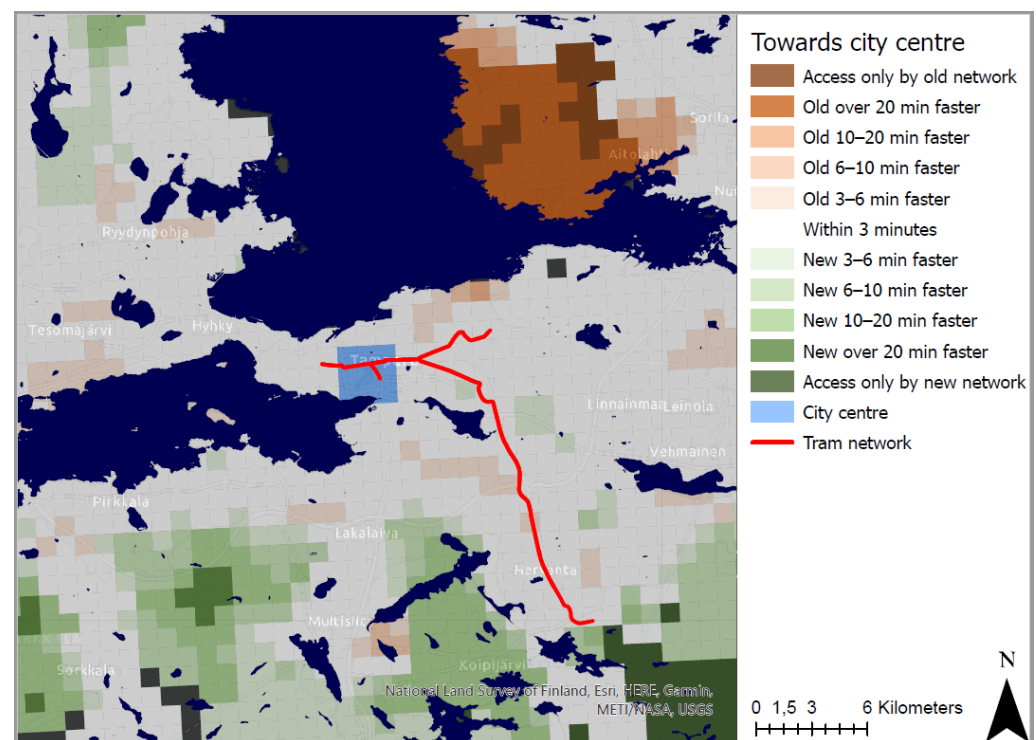 Towards city centre
Access only by old network
Old over 20 min faster
Old 10–20 min faster
Old 6–10 min faster
Old 3–6 min faster
Within 3 minutes
New 3–6 min faster
New 6–10 min faster
New 10–20 min faster
New over 20 min faster
Access only by new network
City centre
Tram network
Sorila
Aitolahti
Ryydynpohja
Tesomajärvi
Hyhky
Linnainmaa
Leinola
Vehmainen
Pirkkala
Lakalaiva
Hervanta
Multisilta
Sorkkala
Koipijärvi
National Land Survey of Finland, Esri, HERE, Garmin,
METI/NASA, USGS
N
0 1,5 3 6 Kilometers